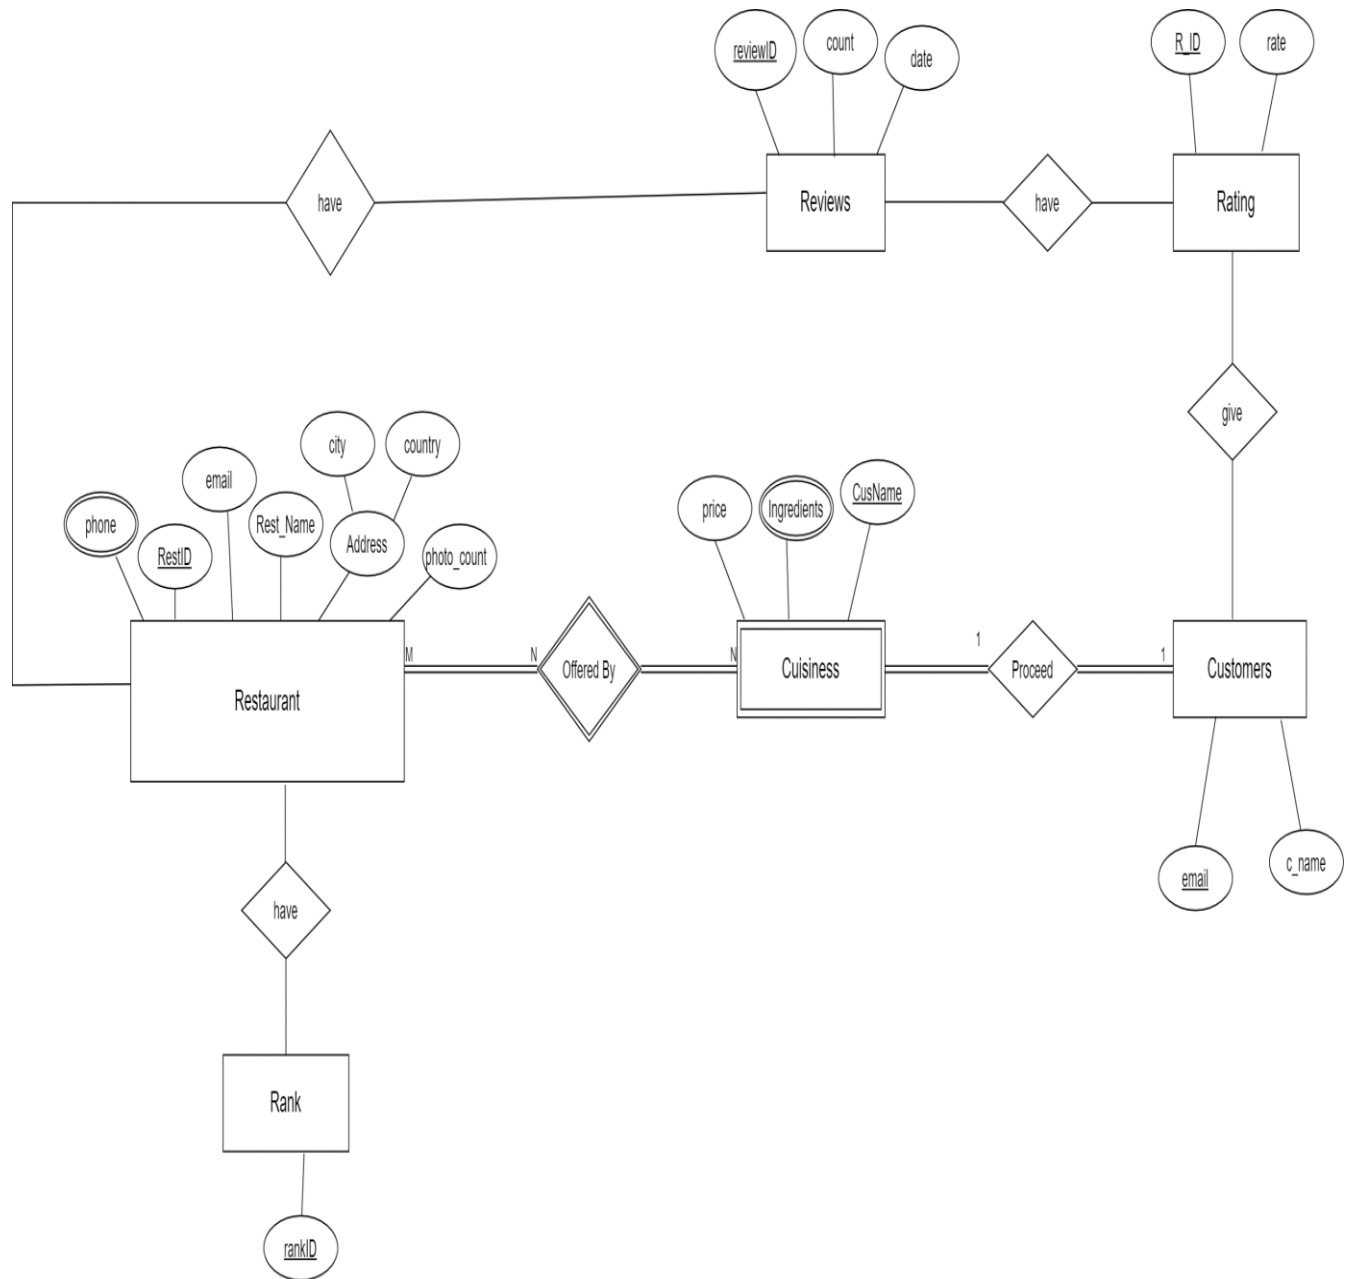 reviewID
count
date
R_ID
rate
have
Reviews
have
Rating
give
city
country
email
phone
RestID
Rest_Name
Address
photo_count
price
Ingredients
CusName
M
N
Offered By
N
Cuisiness
1
Proceed
1
Customers
Restaurant
email
c_name
have
Rank
rankID